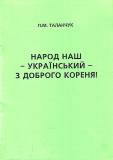 П.М. ТАЛАНЧУК
НАРОД НАШ
– УКРАЇНСЬКИЙ –
З ДОБРОГО КОРЕНЯ!